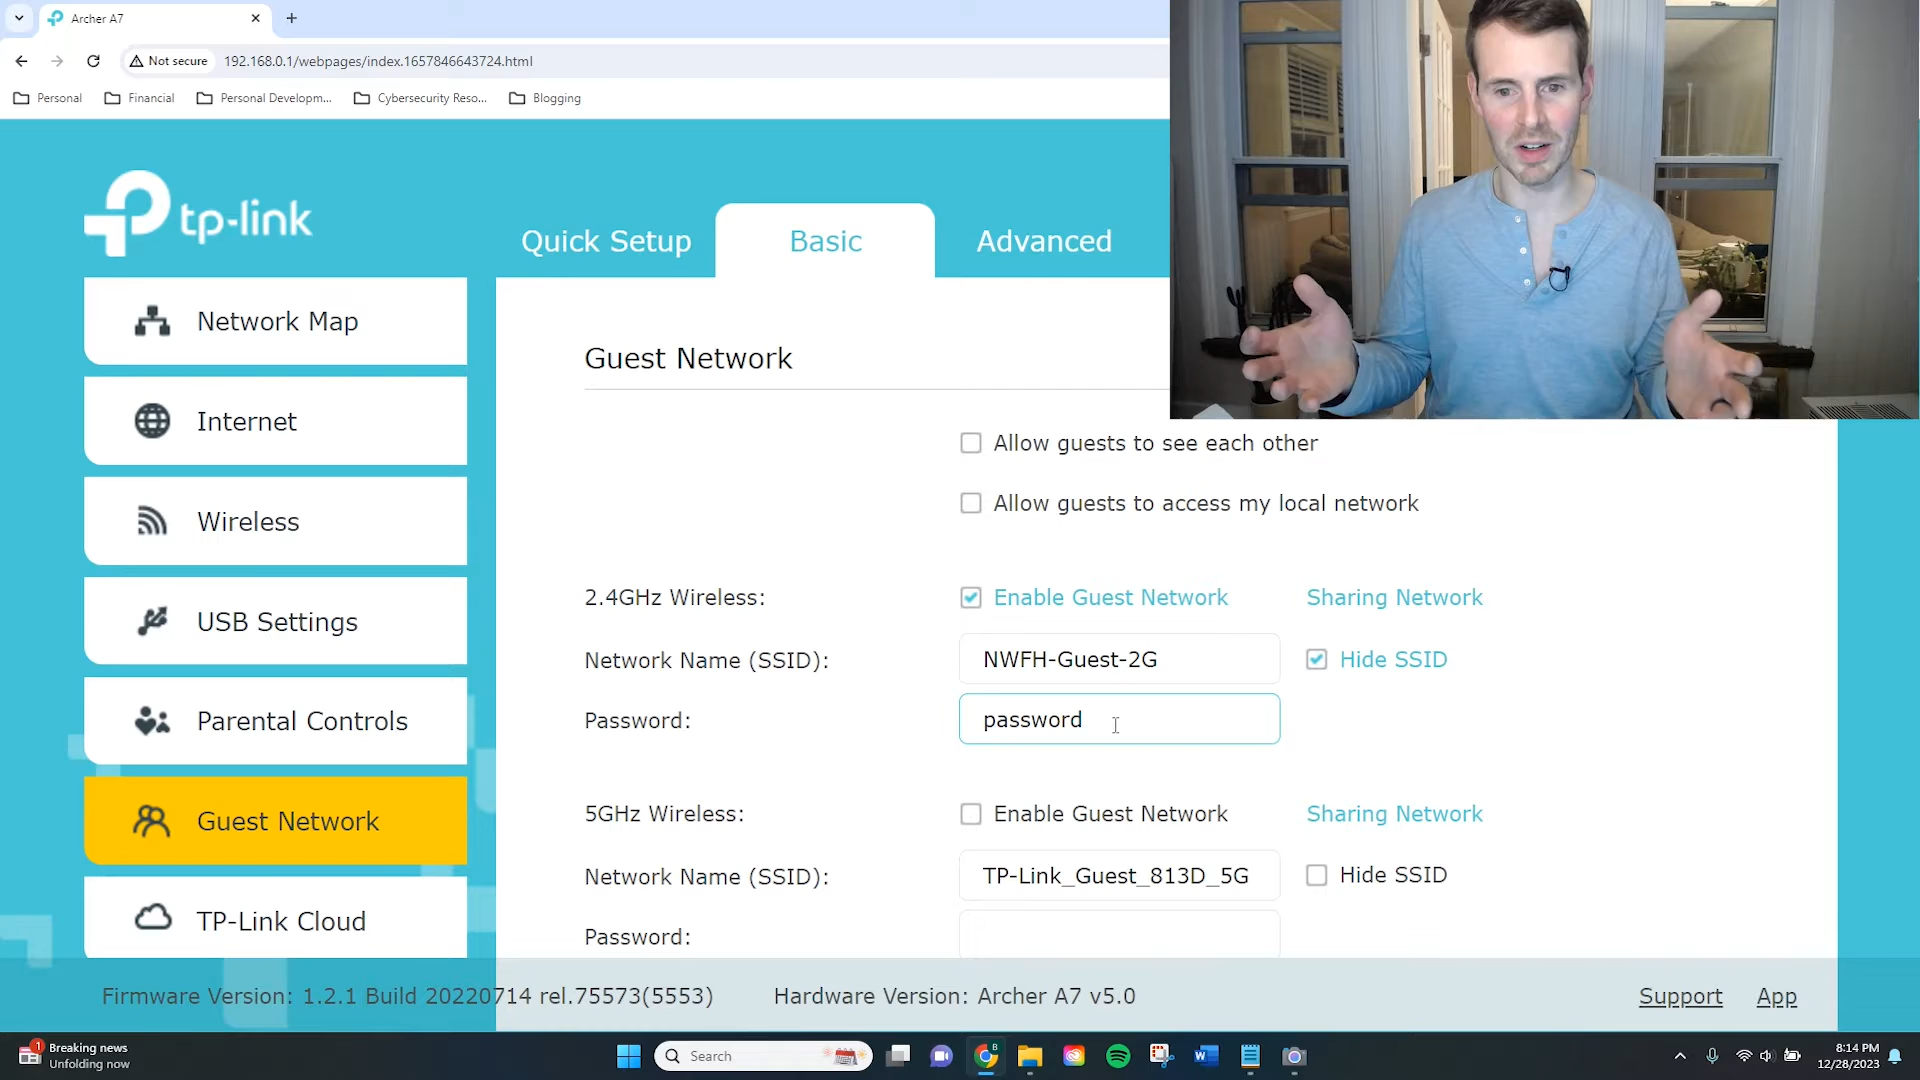 Archer A7
Not secure
192.168.0.1/webpages/index.1657846643724.html
Personal
Financial
Personal Developm...
Cybersecurity Reso...
Blogging
tp-link
Quick Setup
Basic
Advanced
Network Map
Internet
Wireless
USB Settings
Parental Controls
Guest Network
TP-Link Cloud
Guest Network
Allow guests to see each other
Allow guests to access my local network
2.4GHz Wireless:
Enable Guest Network
Sharing Network
Network Name (SSID):
NWFH-Guest-2G
Hide SSID
Password:
password
5GHz Wireless:
Enable Guest Network
Sharing Network
Network Name (SSID):
TP-Link_Guest_813D_5G
Hide SSID
Password:
Firmware Version: 1.2.1 Build 20220714 rel.75573(5553)
Hardware Version: Archer A7 v5.0
Support
App
1
Breaking news
Unfolding now
Search
B
W
8:14 PM
12/28/2023